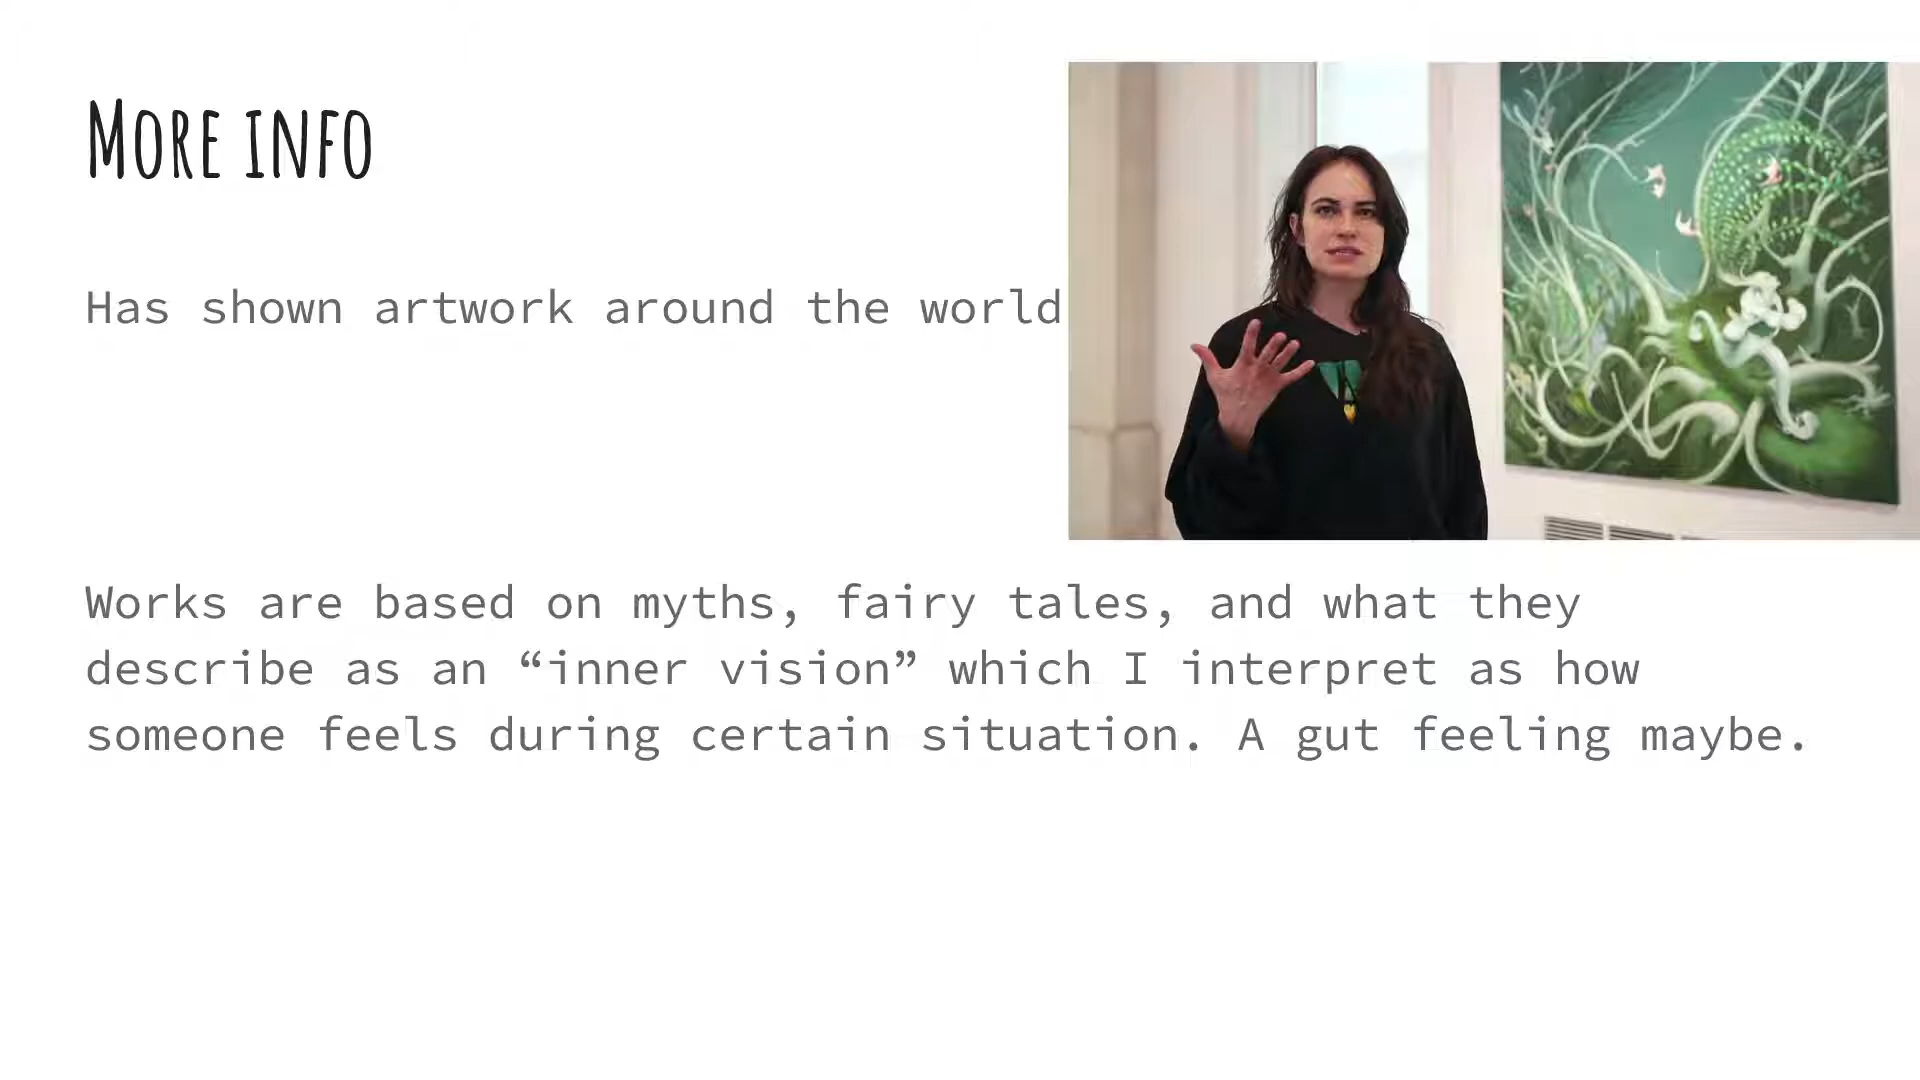 More info
Has shown artwork around the world
Works are based on myths, fairy tales, and what they
describe as an “inner vision” which I interpret as how
someone feels during certain situation. A gut feeling maybe.